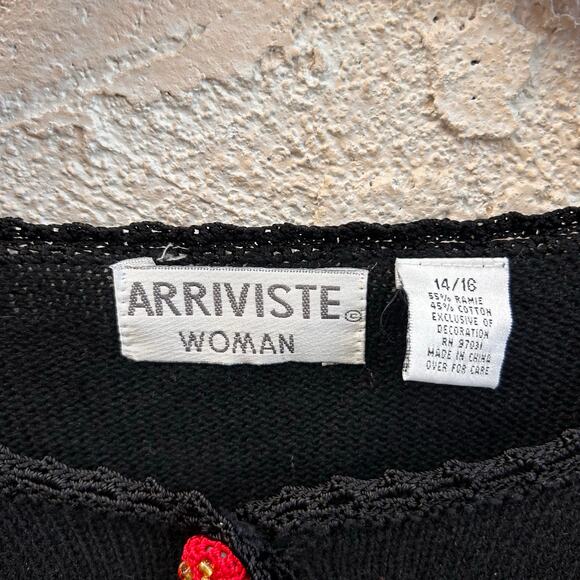 ARRIVISTE ©
WOMAN
14/16
55% RAMIE
45% COTTON
EXCLUSIVE OF
DECORATION
RN 97031
MADE IN CHINA
OVER FOR CARE